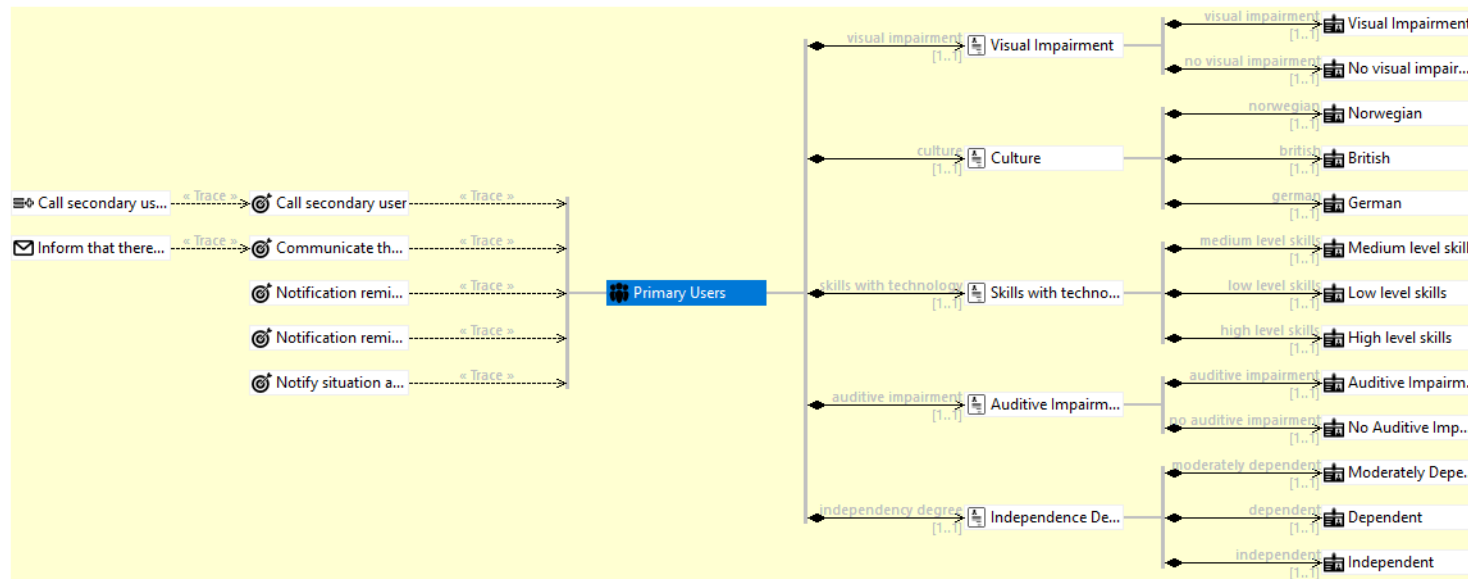 visual impairment
[1..1]
Visual Impairment
visual impairment
[1..1]
Visual Impairment
no visual impairment
[1..1]
No visual impair...
norwegian
[1..1]
Norwegian
culture
[1..1]
Culture
british
[1..1]
British
german
[1..1]
German
Call secondary us...
« Trace »
Call secondary user
« Trace »
Inform that there...
« Trace »
Communicate th...
« Trace »
Notification remi...
« Trace »
Notification remi...
« Trace »
Notify situation a...
« Trace »
Primary Users
skills with technology
[1..1]
Skills with techno...
medium level skills
[1..1]
Medium level skill
low level skills
[1..1]
Low level skills
high level skills
[1..1]
High level skills
auditive impairment
[1..1]
Auditive Impairm...
auditive impairment
[1..1]
Auditive Impairm.
no auditive impairment
[1..1]
No Auditive Imp...
independency degree
[1..1]
Independence De...
moderately dependent
[1..1]
Moderately Depe.
dependent
[1..1]
Dependent
independent
[1..1]
Independent